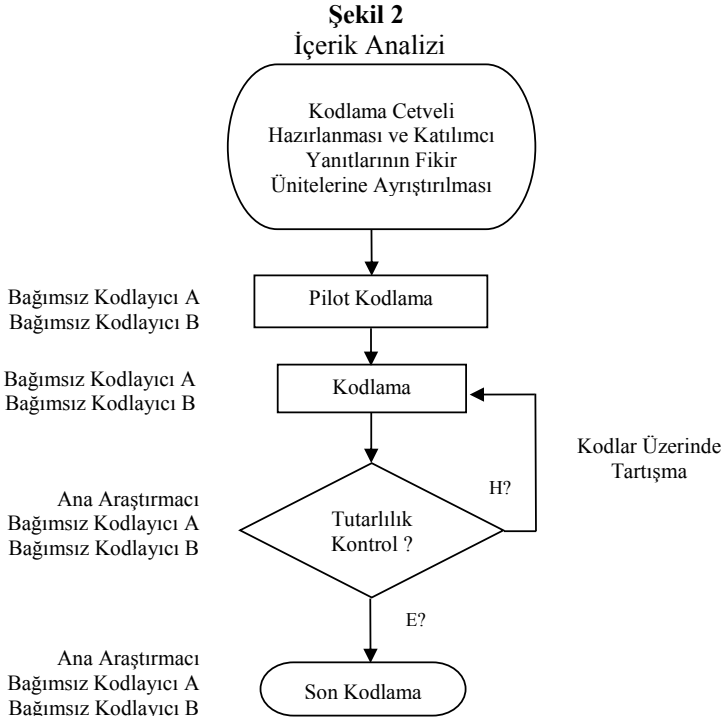 Şekil 2
İçerik Analizi
Kodlama Cetveli
Hazırlanması ve Katılımcı
Yanıtlarının Fikir
Ünitelerine Ayrıştırılması
Bağımsız Kodlayıcı A
Bağımsız Kodlayıcı B
Pilot Kodlama
Bağımsız Kodlayıcı A
Bağımsız Kodlayıcı B
Kodlama
Kodlar Üzerinde
Tartışma
H?
Ana Araştırmacı
Bağımsız Kodlayıcı A
Bağımsız Kodlayıcı B
Tutarlılık
Kontrol ?
E?
Ana Araştırmacı
Bağımsız Kodlayıcı A
Bağımsız Kodlayıcı B
Son Kodlama